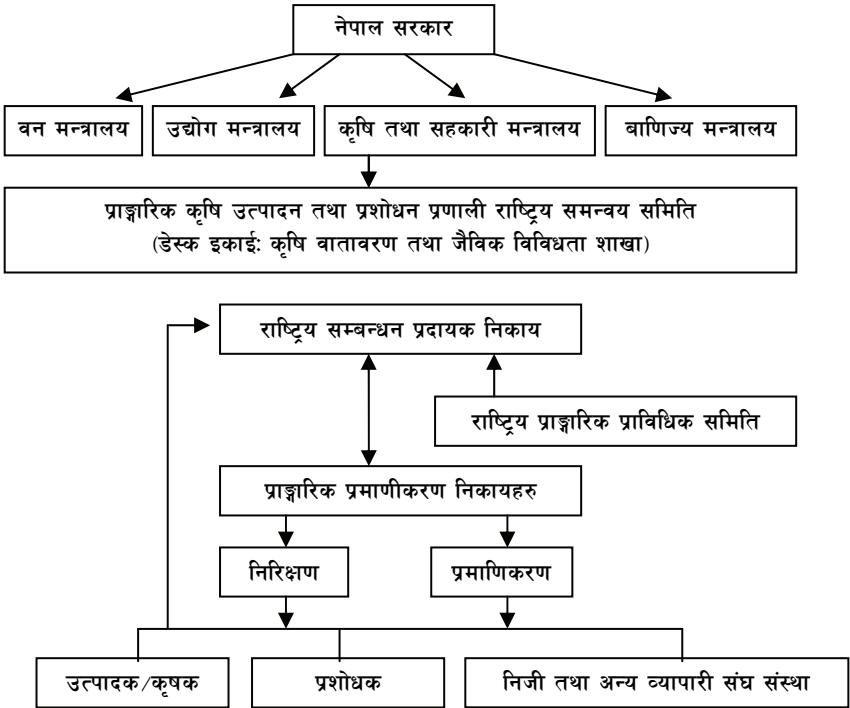 नेपाल सरकार
वन मन्त्रालय
उद्योग मन्त्रालय
कृषि तथा सहकारी मन्त्रालय
बाणिज्य मन्त्रालय
प्राङ्गारिक कृषि उत्पादन तथा प्रशोधन प्रणाली राष्ट्रिय समन्वय समिति
(डेस्क इकाई: कृषि वातावरण तथा जैविक विविधता शाखा)
राष्ट्रिय सम्बन्धन प्रदायक निकाय
राष्ट्रिय प्राङ्गारिक प्राविधिक समिति
प्राङ्गारिक प्रमाणीकरण निकायहरु
निरिक्षण
प्रमाणिकरण
उत्पादक/कृषक
प्रशोधक
निजी तथा अन्य व्यापारी संघ संस्था